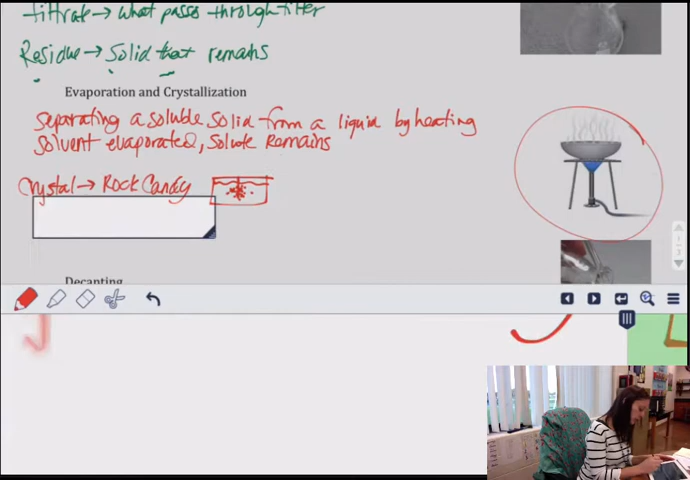 filtrate → what passes through filter
Residue → Solid that remains
Evaporation and Crystallization
Separating a soluble solid from a liquid by heating
solvent evaporated, solute Remains
Crystal → Rock Candy
Decanting